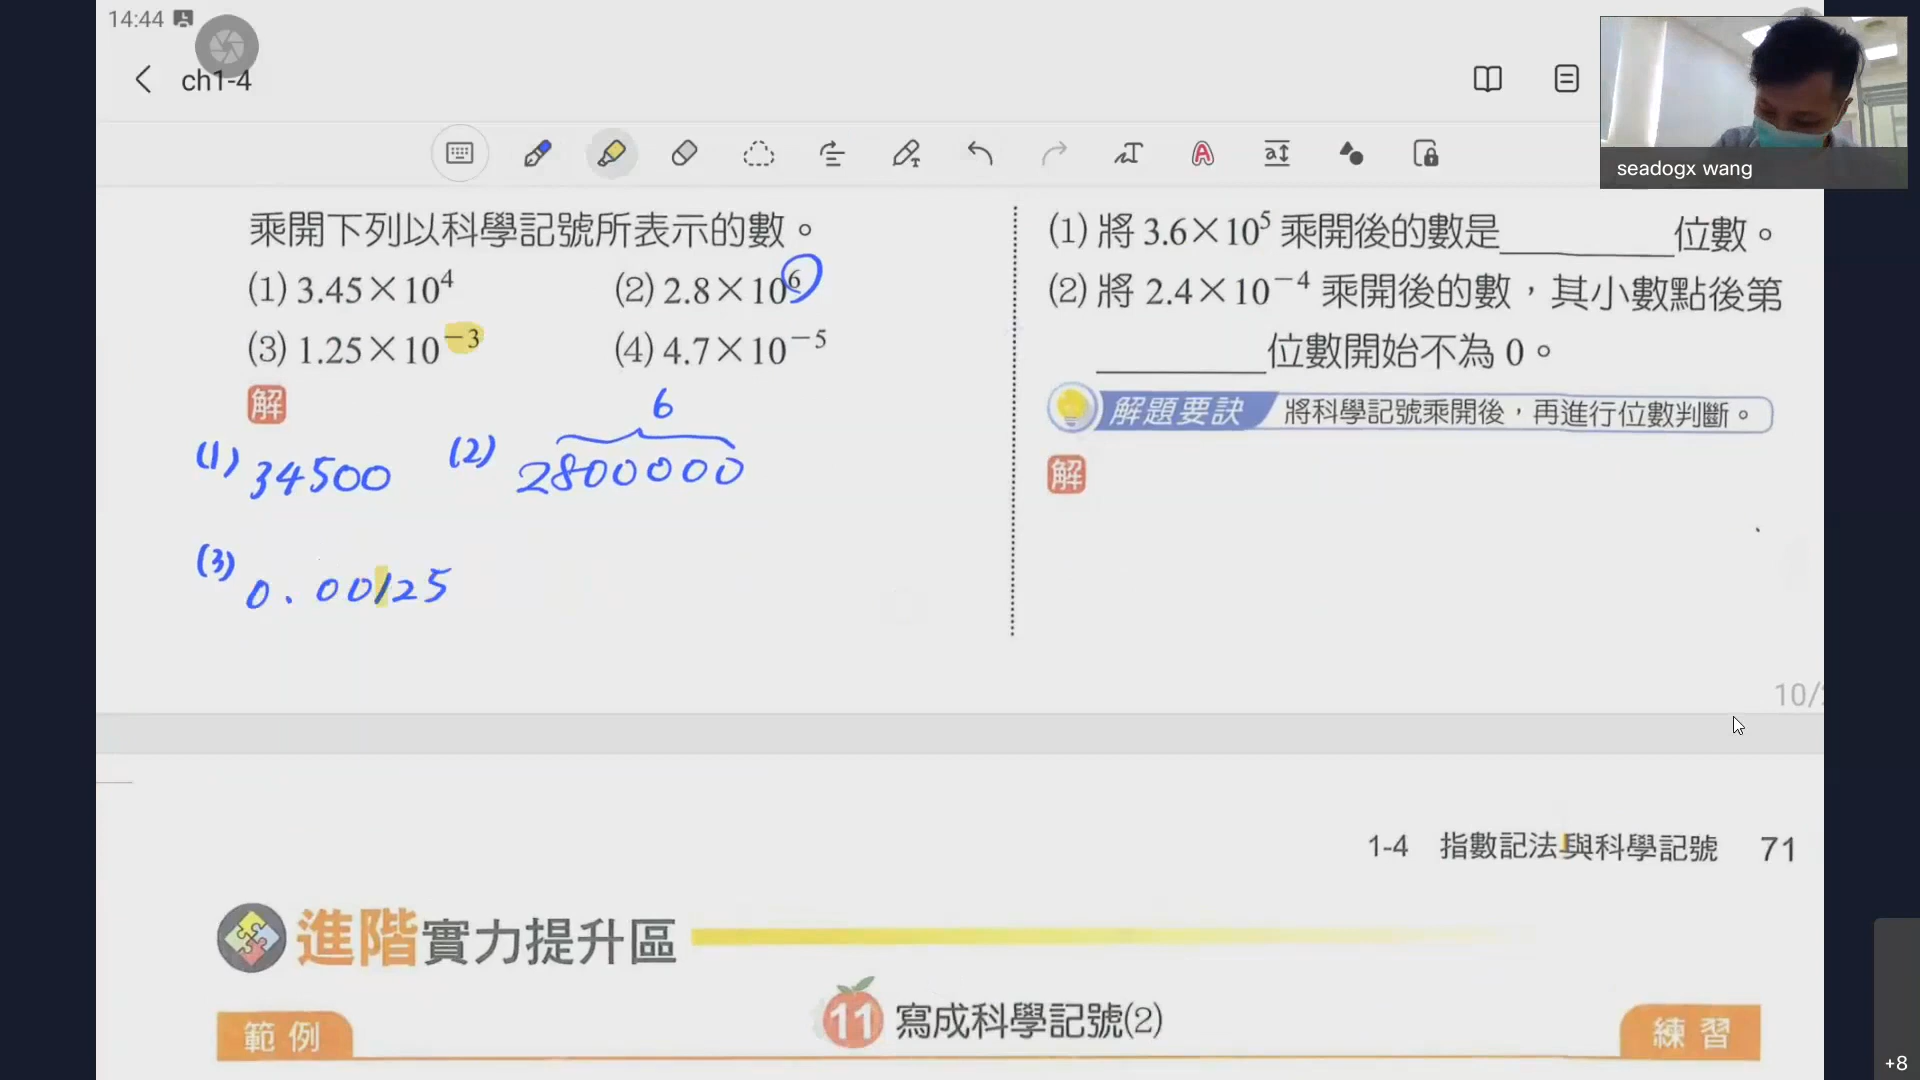 14:44
ch1-4
seadogx wang
乘開下列以科學記號所表示的數。
(1) 3.45×10⁴ (2) 2.8×10⁶
(3) 1.25×10⁻³ (4) 4.7×10⁻⁵
解
6
(1) 34500 (2) 2800000
(3) 0.00125
(1) 將 3.6×10⁵ 乘開後的數是________位數。
(2) 將 2.4×10⁻⁴ 乘開後的數，其小數點後第
________位數開始不為 0。
解題要訣 將科學記號乘開後，再進行位數判斷。
解
10/
1-4 指數記法與科學記號 71
進階實力提升區
範例 11 寫成科學記號(2) 練習
+8